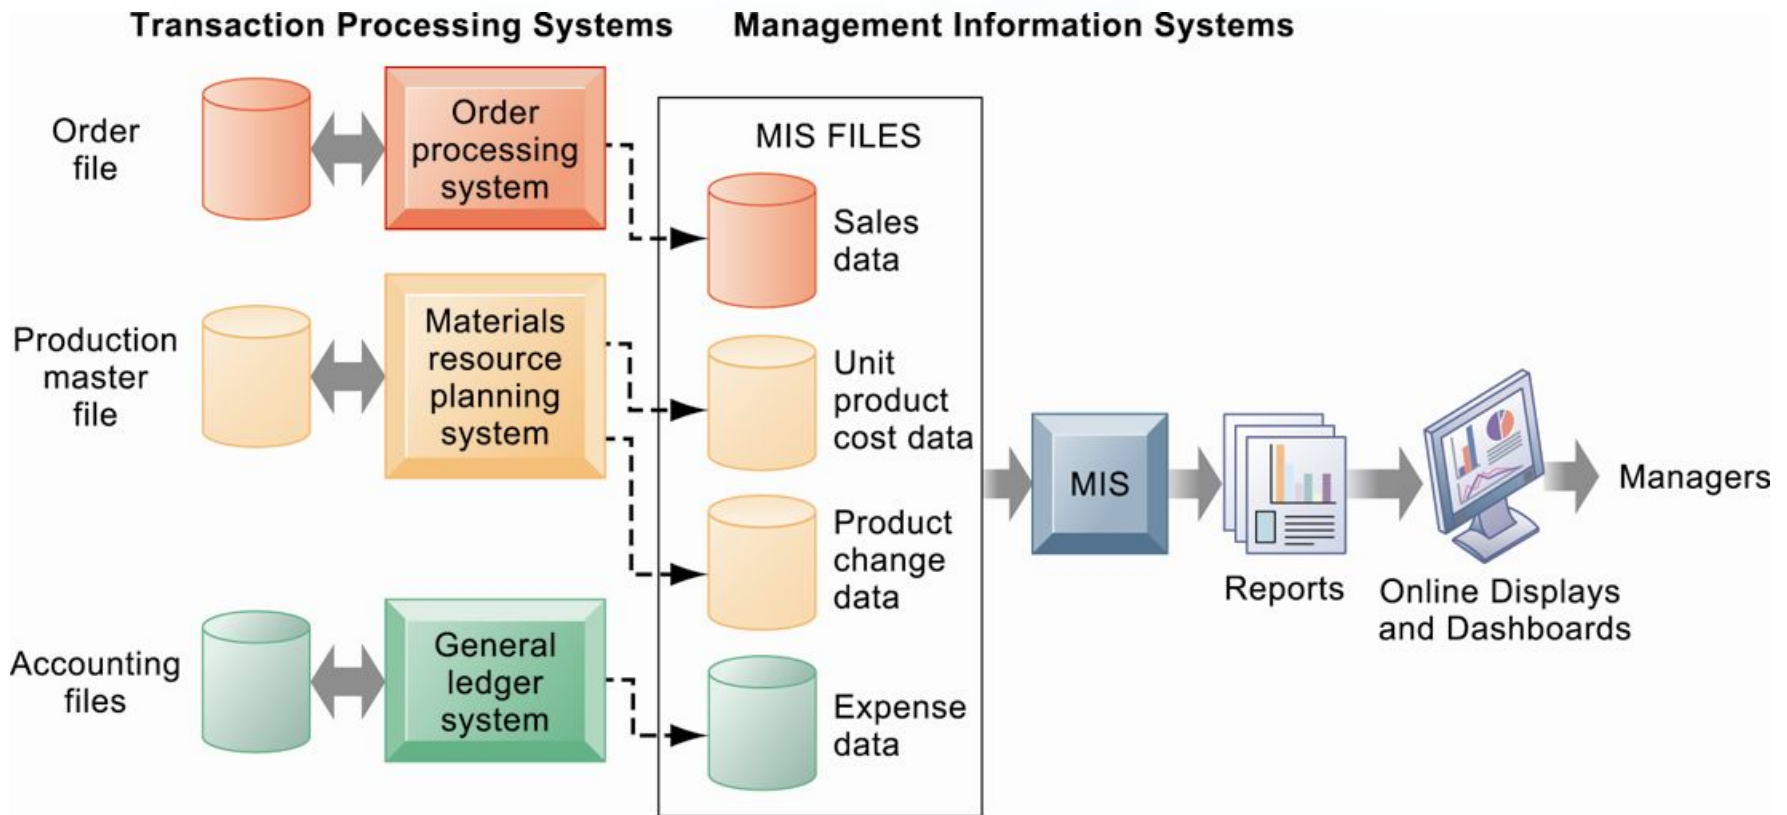 Transaction Processing Systems
Management Information Systems
Order
file
Order
processing
system
Production
master
file
Materials
resource
planning
system
Accounting
files
General
ledger
system
MIS FILES
Sales
data
Unit
product
cost data
Product
change
data
Expense
data
MIS
Reports
Online Displays
and Dashboards
Managers